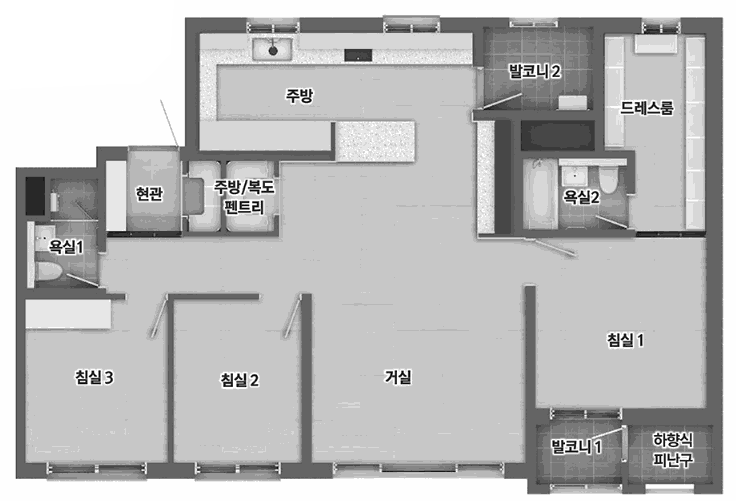 주방
발코니 2
드레스룸
현관
주방/복도
펜트리
욕실2
욕실1
침실 3
침실 2
거실
침실 1
발코니 1
하향식
피난구